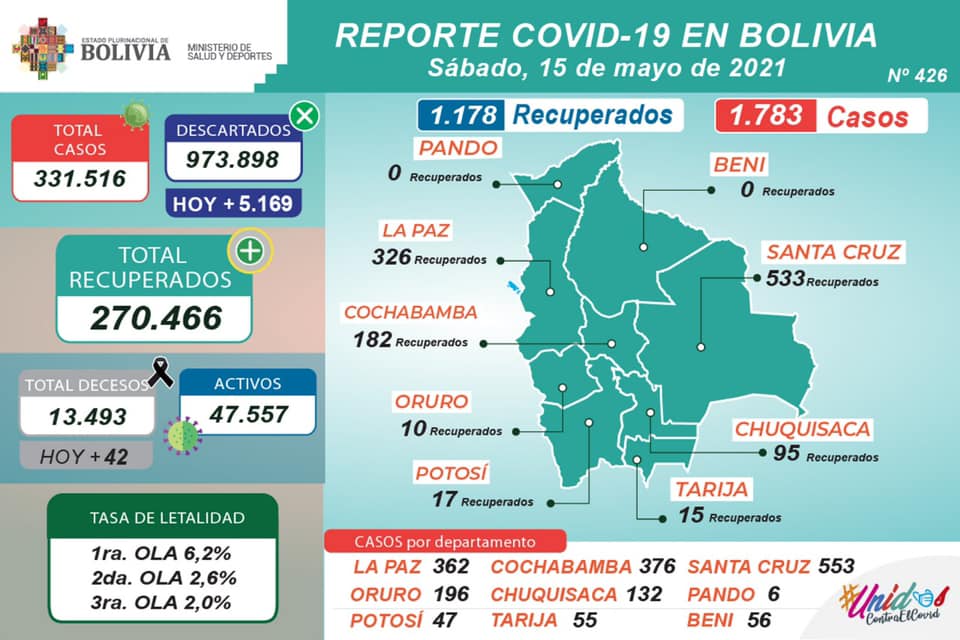 ESTADO PLURINACIONAL DE
BOLIVIA
MINISTERIO DE
SALUD Y DEPORTES
REPORTE COVID-19 EN BOLIVIA
Sábado, 15 de mayo de 2021
Nº 426
TOTAL
CASOS
331.516
DESCARTADOS
973.898
HOY + 5.169
TOTAL
RECUPERADOS
270.466
TOTAL DECESOS
13.493
HOY + 42
ACTIVOS
47.557
TASA DE LETALIDAD
1ra. OLA 6,2%
2da. OLA 2,6%
3ra. OLA 2,0%
1.178 Recuperados
1.783 Casos
PANDO
0 Recuperados
BENI
0 Recuperados
LA PAZ
326 Recuperados
SANTA CRUZ
533 Recuperados
COCHABAMBA
182 Recuperados
ORURO
10 Recuperados
CHUQUISACA
95 Recuperados
POTOSÍ
17 Recuperados
TARIJA
15 Recuperados
CASOS por departamento
LA PAZ 362 COCHABAMBA 376 SANTA CRUZ 553
ORURO 196 CHUQUISACA 132 PANDO 6
POTOSÍ 47 TARIJA 55 BENI 56
#Unidos
ContraElCovid